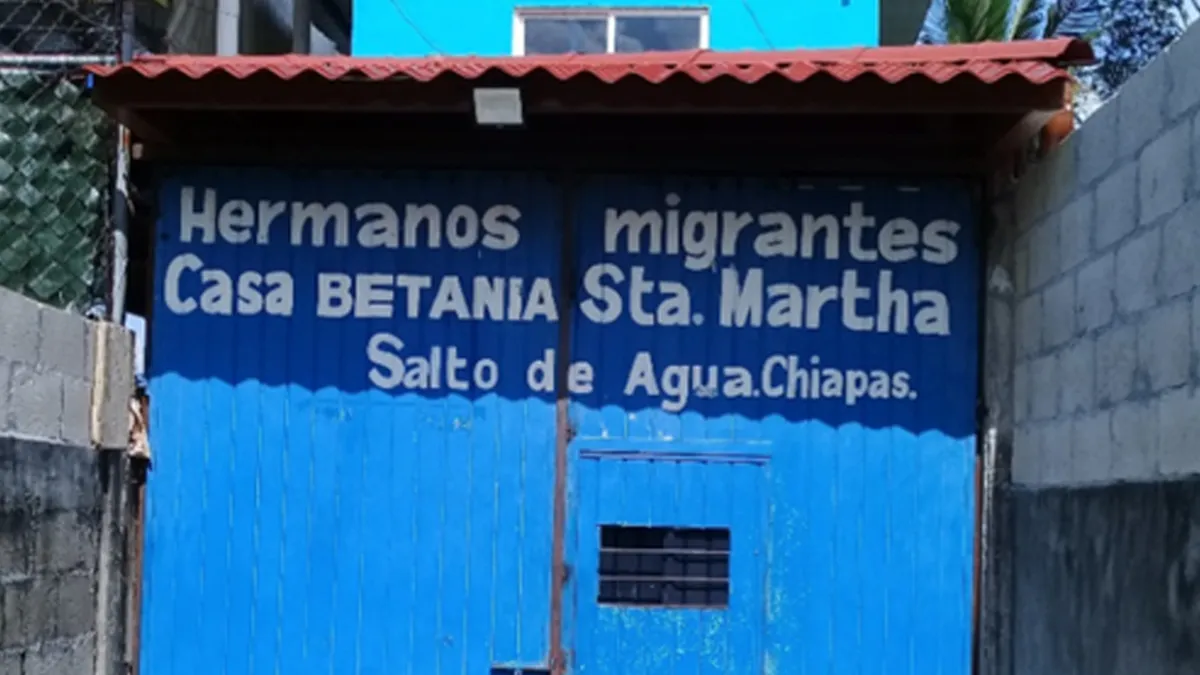 Hermanos migrantes
Casa BETANIA Sta. Martha
Salto de Agua.Chiapas.